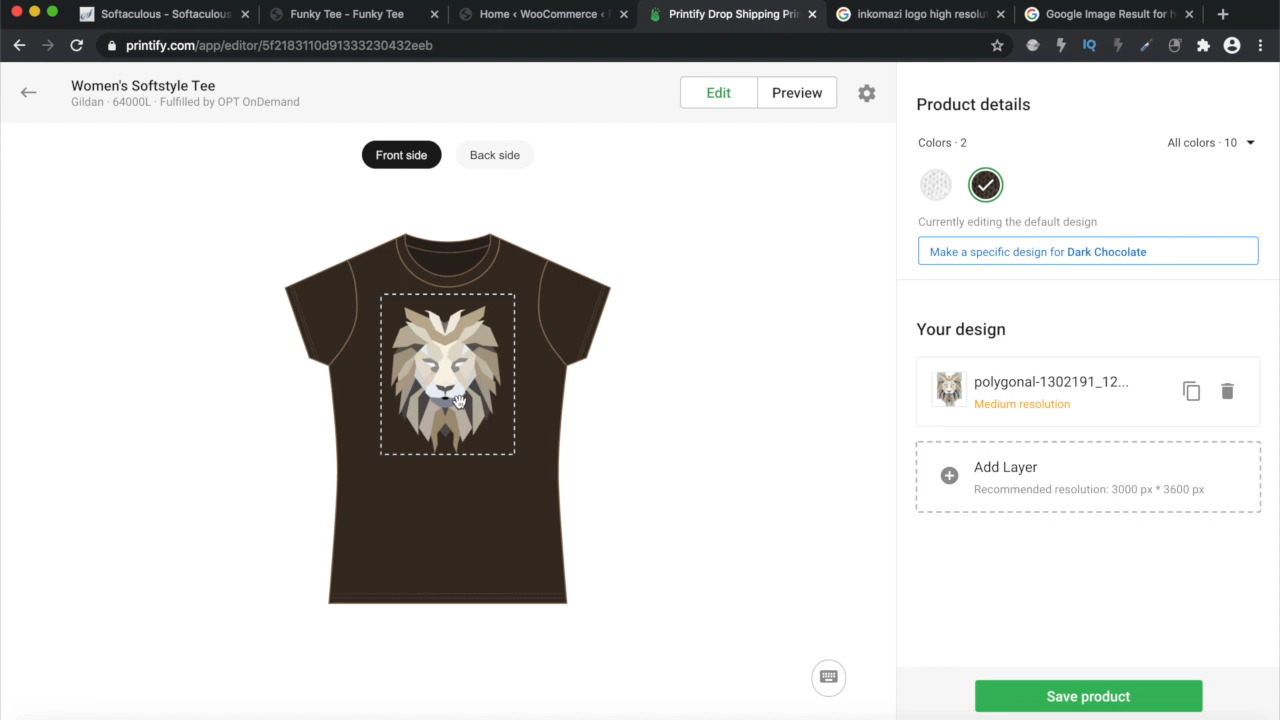 Softaculous - Softaculous
Funky Tee - Funky Tee
Home ‹ WooCommerce ‹
Printify Drop Shipping Prin
inkomazi logo high resolut
Google Image Result for h
printify.com/app/editor/5f2183110d91333230432eeb
IQ
Women's Softstyle Tee
Gildan · 64000L · Fulfilled by OPT OnDemand
Edit
Preview
Front side
Back side
Product details
Colors · 2
All colors · 10
Currently editing the default design
Make a specific design for Dark Chocolate
Your design
polygonal-1302191_12...
Medium resolution
Add Layer
Recommended resolution: 3000 px * 3600 px
Save product